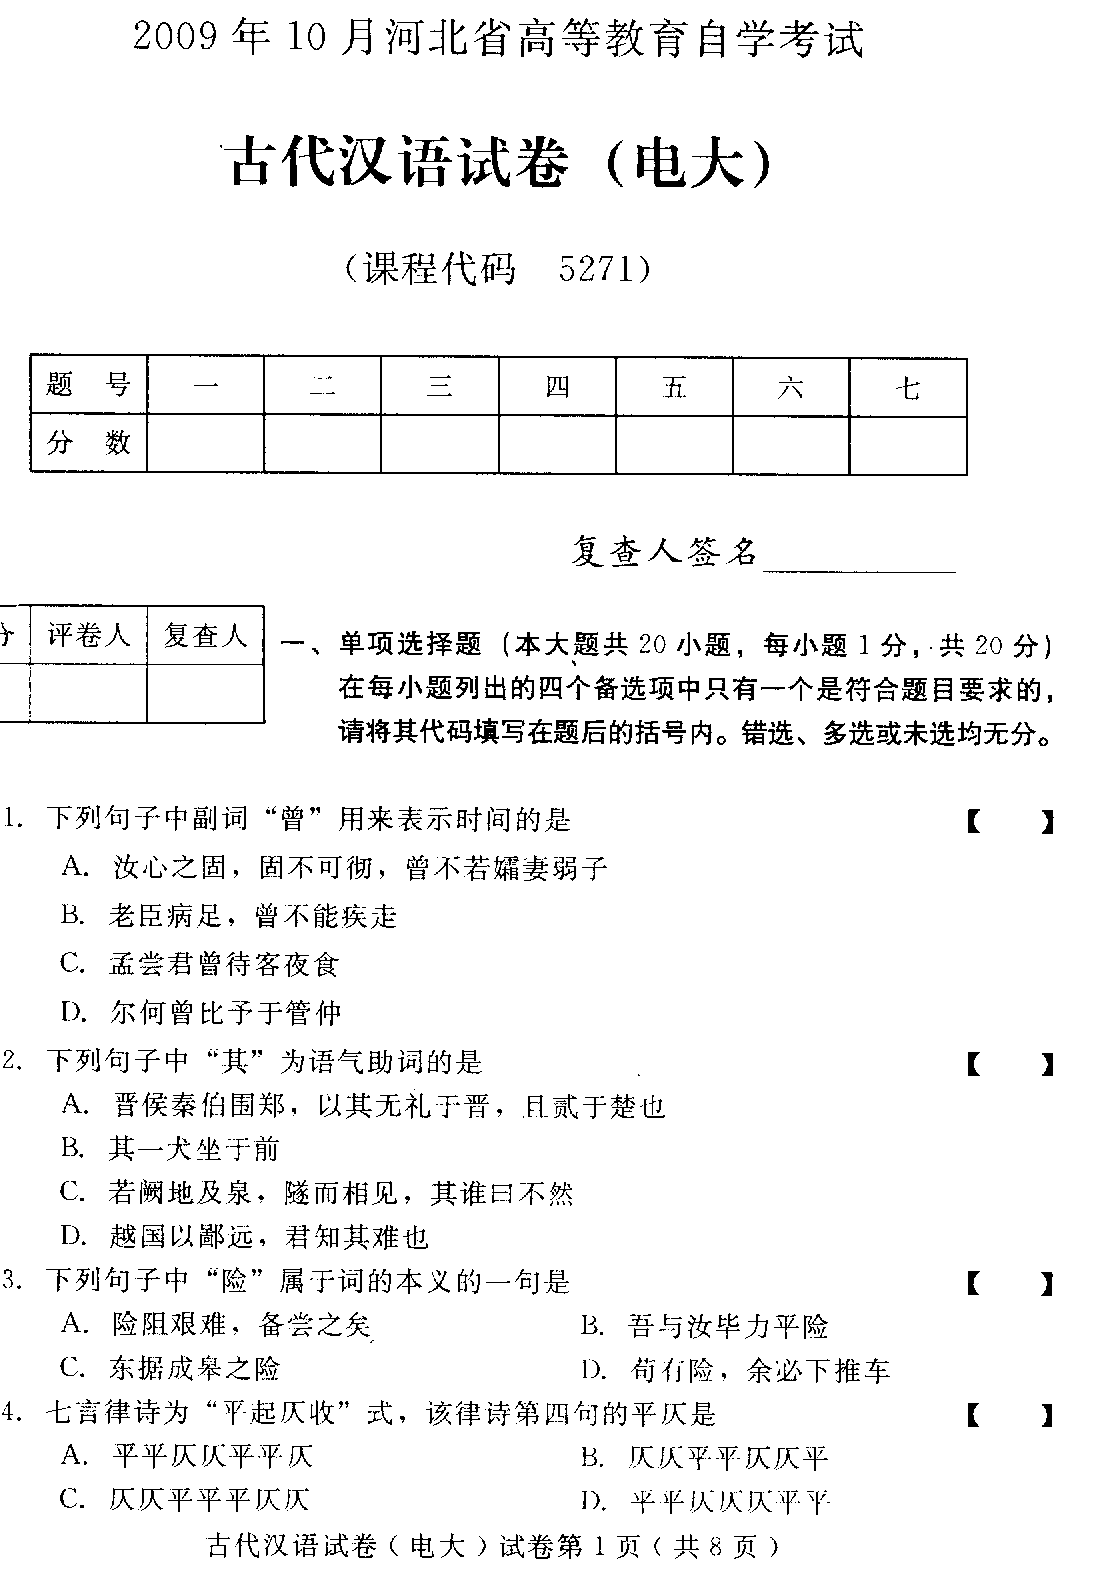 2009 年 10 月河北省高等教育自学考试
古代汉语试卷（电大）
（课程代码 5271）
题 号 一 二 三 四 五 六 七
分 数
复查人签名
评卷人 复查人
一、单项选择题（本大题共 20 小题，每小题 1 分，共 20 分）
在每小题列出的四个备选项中只有一个是符合题目要求的，
请将其代码填写在题后的括号内。错选、多选或未选均无分。
1. 下列句子中副词“曾”用来表示时间的是 【 】
A. 汝心之固，固不可彻，曾不若孀妻弱子
B. 老臣病足，曾不能疾走
C. 孟尝君曾待客夜食
D. 尔何曾比予于管仲
2. 下列句子中“其”为语气助词的是 【 】
A. 晋侯秦伯围郑，以其无礼于晋，且贰于楚也
B. 其一犬坐于前
C. 若阙地及泉，隧而相见，其谁曰不然
D. 越国以鄙远，君知其难也
3. 下列句子中“险”属于词的本义的一句是 【 】
A. 险阻艰难，备尝之矣 B. 吾与汝毕力平险
C. 东据成皋之险 D. 苟有险，余必下推车
4. 七言律诗为“平起仄收”式，该律诗第四句的平仄是 【 】
A. 平平仄仄平平仄 B. 仄仄平平仄仄平
C. 仄仄平平平仄仄 D. 平平仄仄仄平平
古代汉语试卷（电大）试卷第 1 页（共 8 页）